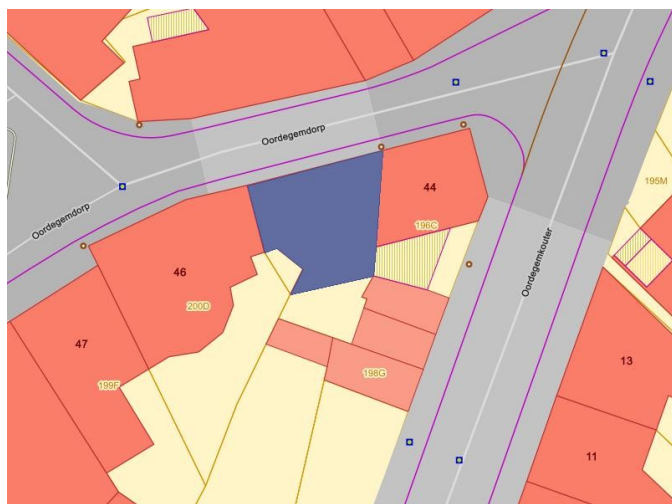 Oordegemdorp
44
195M
196C
Oordegemdorp
46
Oordegemkouter
200D
47
13
198G
199F
11